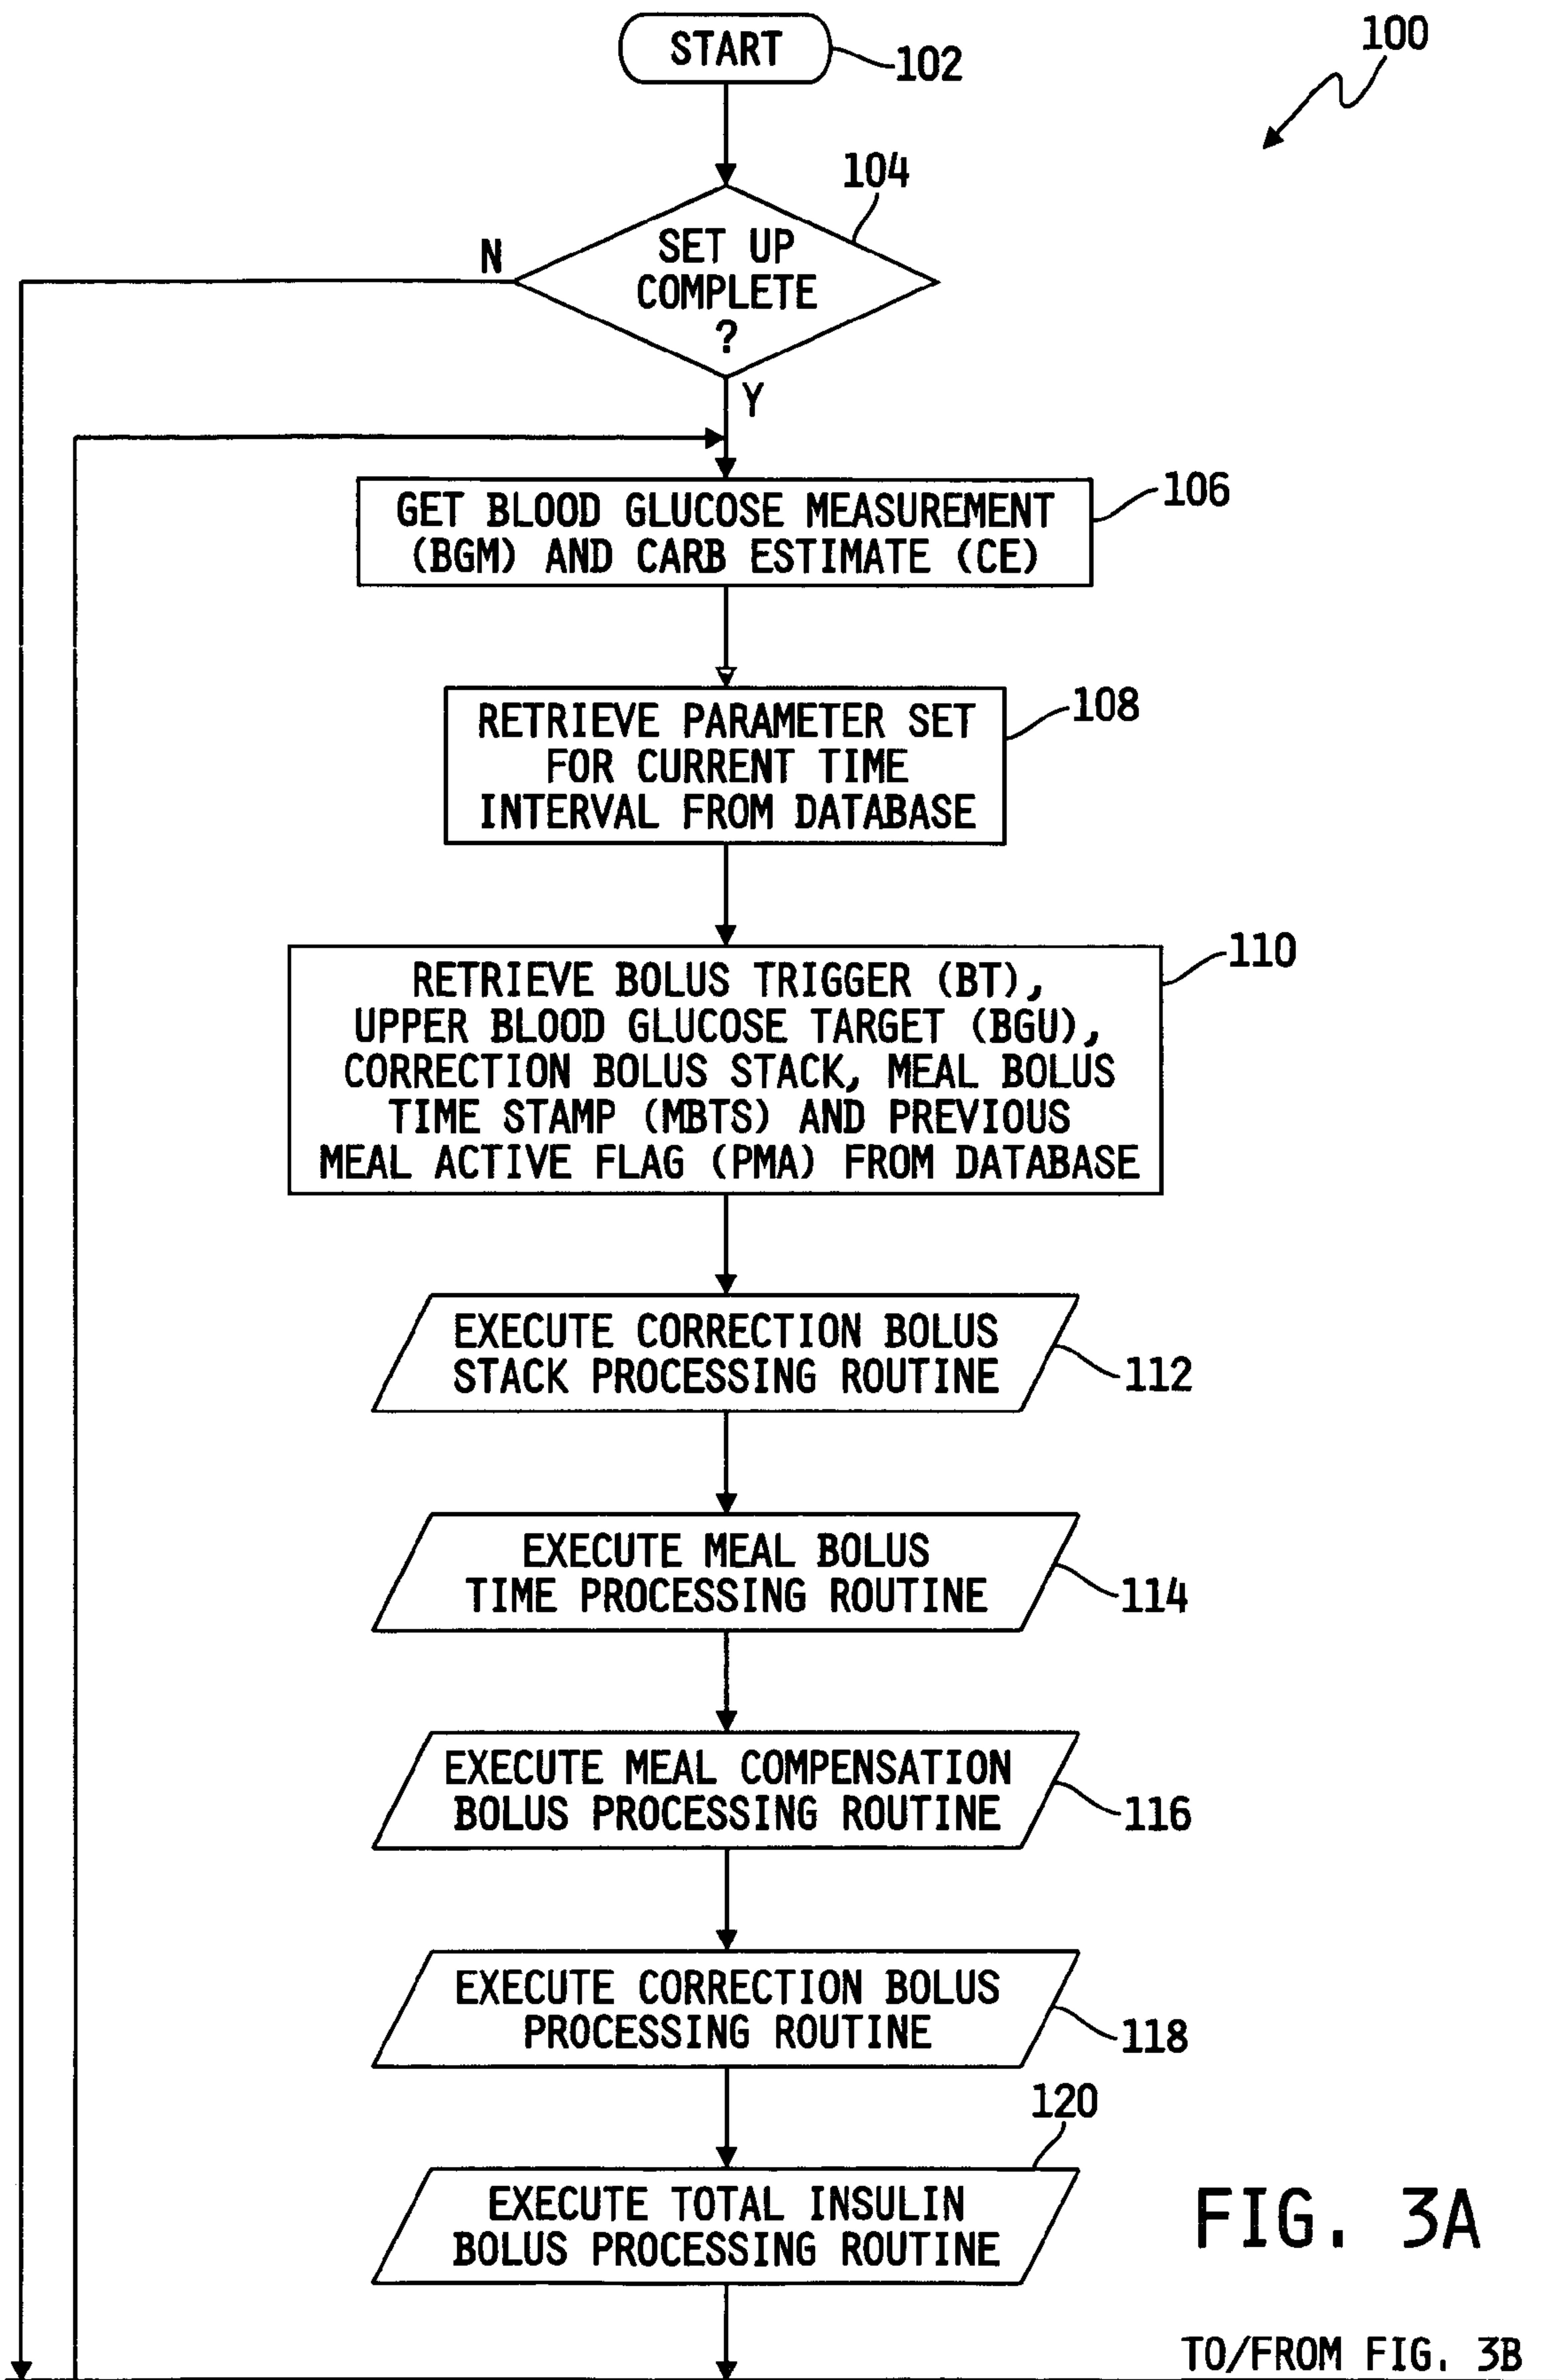 START
102
100
104
SET UP
COMPLETE
?
N
Y
GET BLOOD GLUCOSE MEASUREMENT
(BGM) AND CARB ESTIMATE (CE)
106
RETRIEVE PARAMETER SET
FOR CURRENT TIME
INTERVAL FROM DATABASE
108
RETRIEVE BOLUS TRIGGER (BT),
UPPER BLOOD GLUCOSE TARGET (BGU),
CORRECTION BOLUS STACK, MEAL BOLUS
TIME STAMP (MBTS) AND PREVIOUS
MEAL ACTIVE FLAG (PMA) FROM DATABASE
110
EXECUTE CORRECTION BOLUS
STACK PROCESSING ROUTINE
112
EXECUTE MEAL BOLUS
TIME PROCESSING ROUTINE
114
EXECUTE MEAL COMPENSATION
BOLUS PROCESSING ROUTINE
116
EXECUTE CORRECTION BOLUS
PROCESSING ROUTINE
118
120
EXECUTE TOTAL INSULIN
BOLUS PROCESSING ROUTINE
FIG. 3A
TO/FROM FIG. 3B